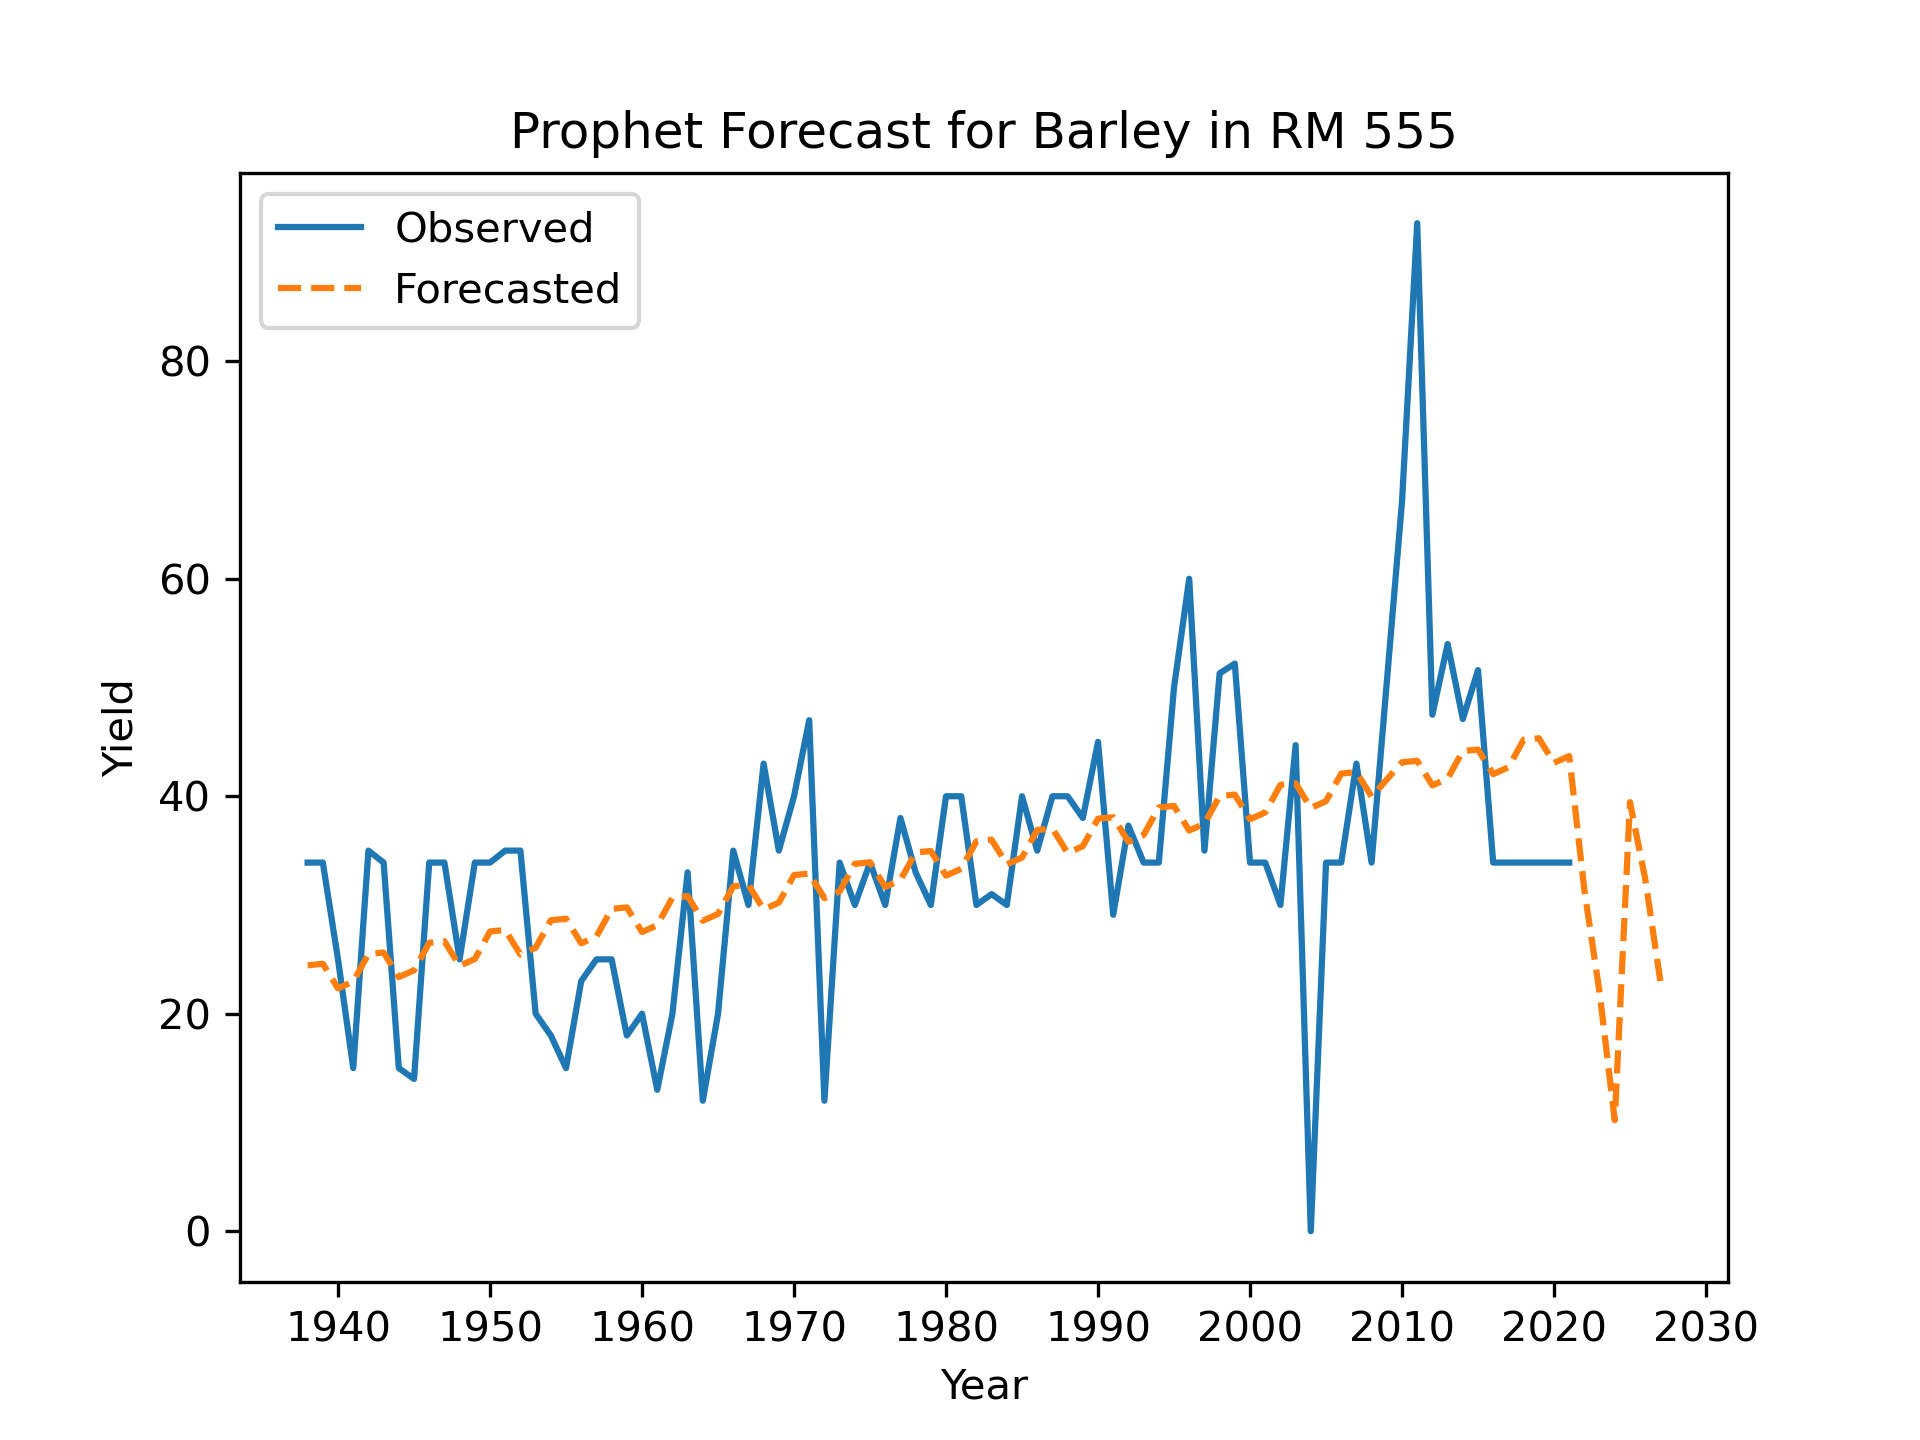 Prophet Forecast for Barley in RM 555
Observed
Forecasted
80
60
40
20
0
Yield
1940 1950 1960 1970 1980 1990 2000 2010 2020 2030
Year